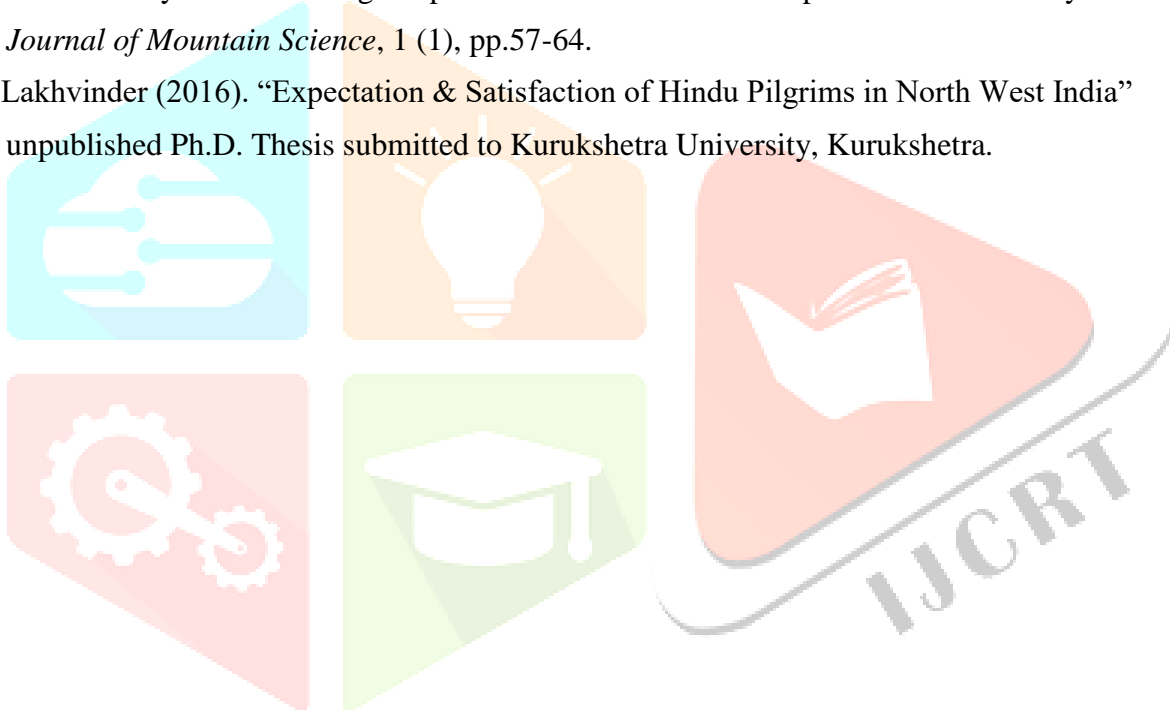 Journal of Mountain Science, 1 (1), pp.57-64.
Lakhvinder (2016). “Expectation & Satisfaction of Hindu Pilgrims in North West India”
unpublished Ph.D. Thesis submitted to Kurukshetra University, Kurukshetra.
IJCRT